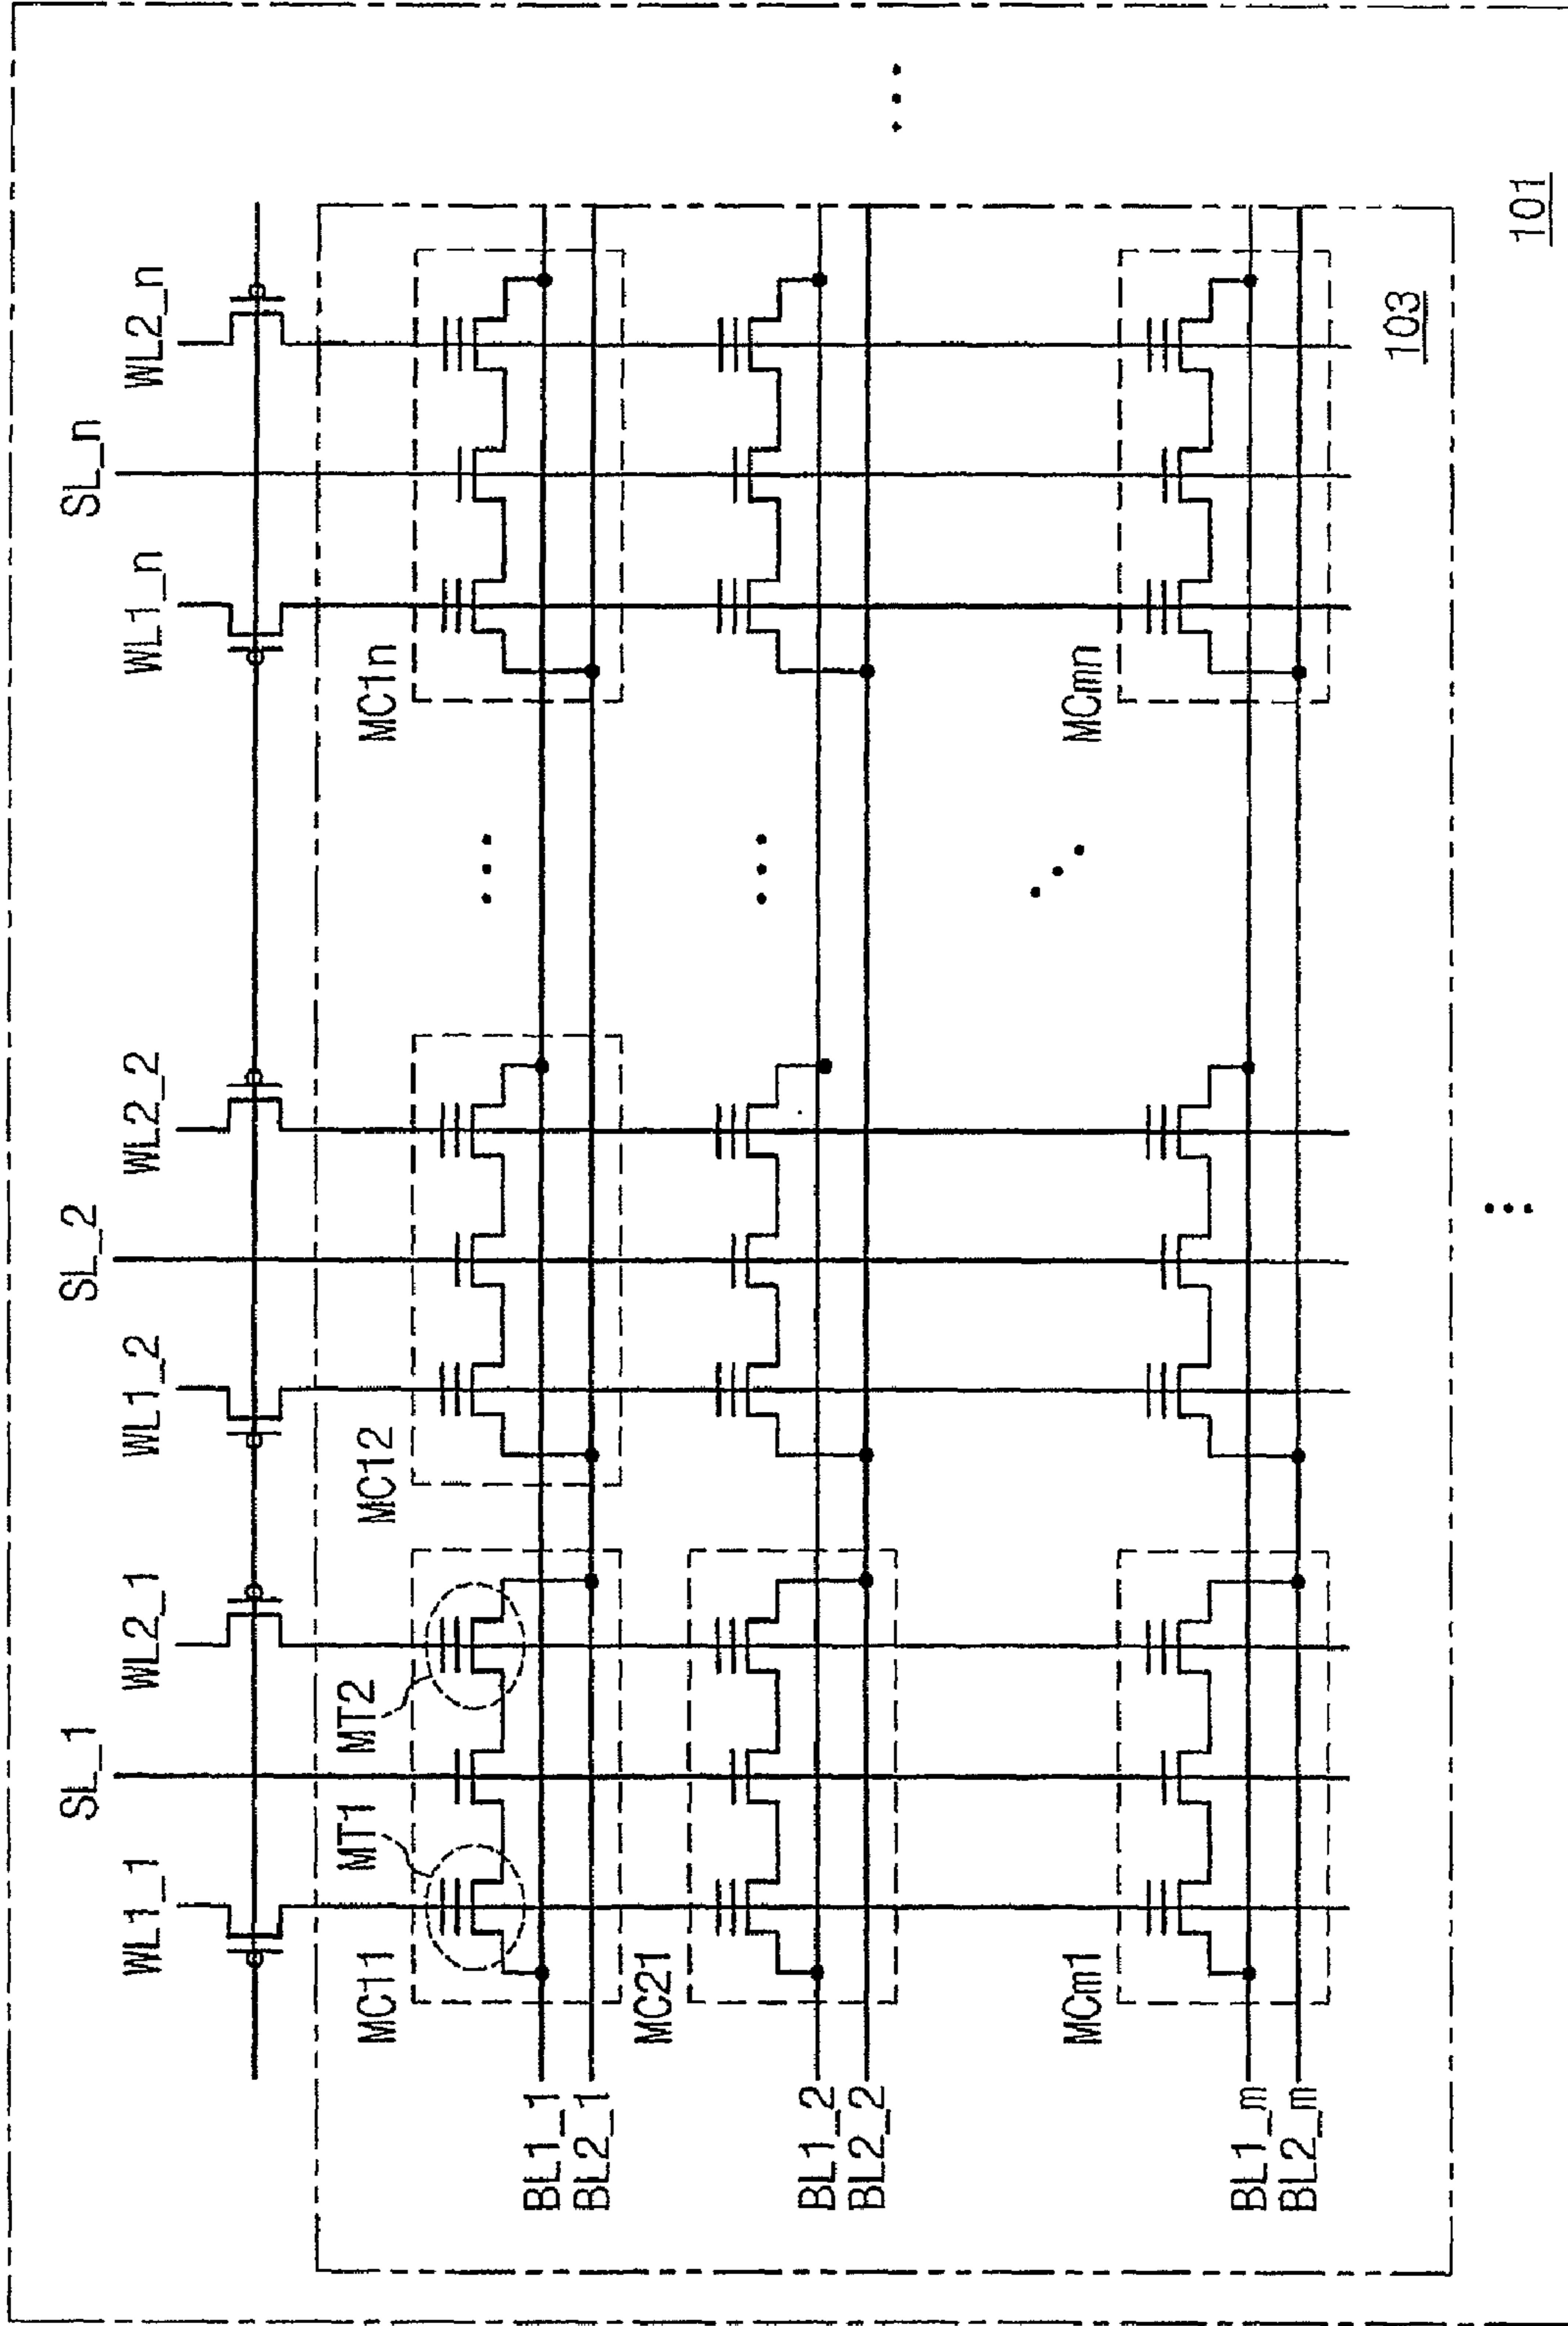 SL_1 SL_2 SL_n
WL1_1 WL2_1 WL1_2 WL2_2 WL1_n WL2_n
MT1 MT2
MC11 MC12 MC1n
BL1_1
BL2_1
MC21
BL1_2
BL2_2
MCm1 MCmn
BL1_m
BL2_m
103
101